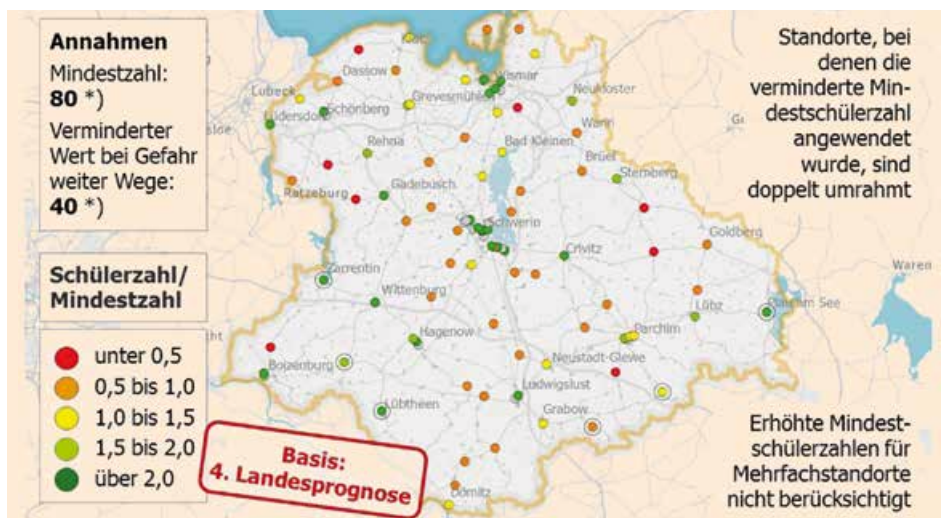 Annahmen
Mindestzahl:
80 *)
Verminderter
Wert bei Gefahr
weiter Wege:
40 *)
Schülerzahl/
Mindestzahl
unter 0,5
0,5 bis 1,0
1,0 bis 1,5
1,5 bis 2,0
über 2,0
Standorte, bei
denen die
verminderte Min-
destschülerzahl
angewendet
wurde, sind
doppelt umrahmt
Erhöhte Mindest-
schülerzahlen für
Mehrfachstandorte
nicht berücksichtigt
Basis:
4. Landesprognose
Dassow
Wismar
Lübeck
Grevesmühlen
Neukloster
Schönberg
Lüdersdorf
Warin
Rehna
Bad Kleinen
Brüel
Sternberg
Ratzeburg
Gadebusch
Schwerin
Goldberg
Crivitz
Zarrentin
Waren
Wittenburg
Lübz
Plau am See
Hagenow
Parchim
Neustadt-Glewe
Boizenburg
Ludwigslust
Lübtheen
Grabow
Dömitz